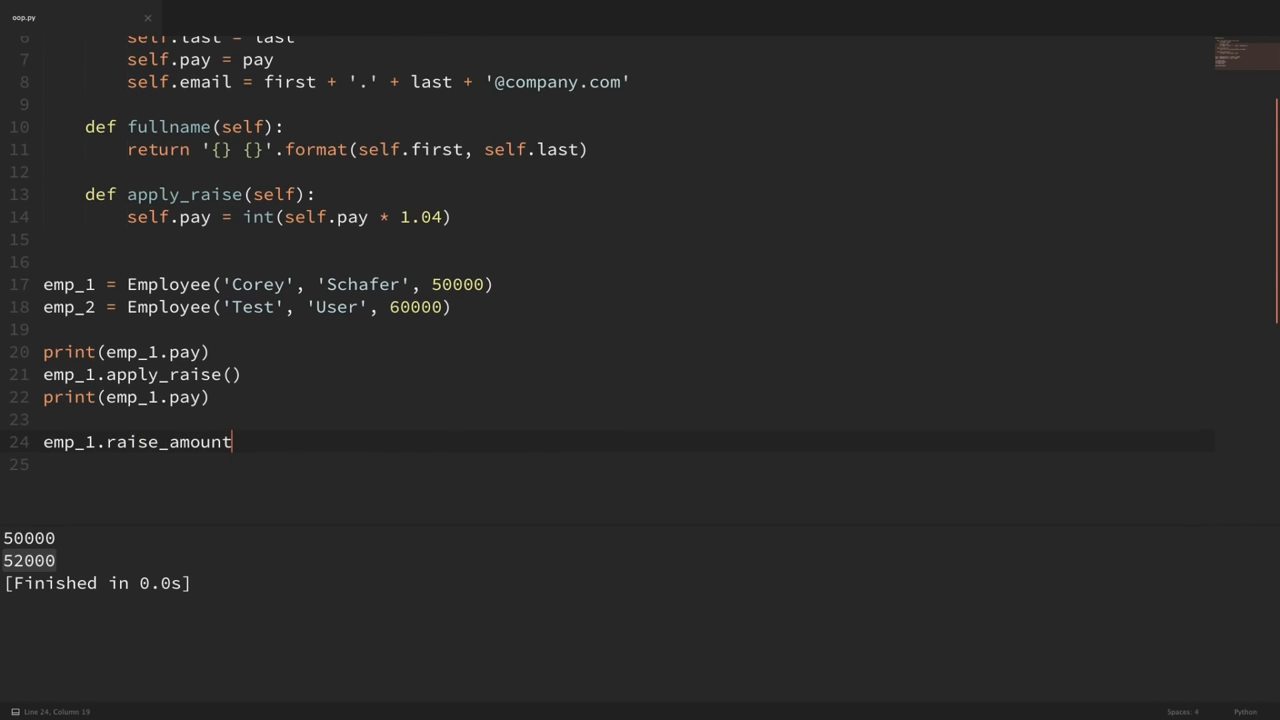 oop.py ×
6         self.last = last
7         self.pay = pay
8         self.email = first + '.' + last + '@company.com'
9
10     def fullname(self):
11         return '{} {}'.format(self.first, self.last)
12
13     def apply_raise(self):
14         self.pay = int(self.pay * 1.04)
15
16
17 emp_1 = Employee('Corey', 'Schafer', 50000)
18 emp_2 = Employee('Test', 'User', 60000)
19
20 print(emp_1.pay)
21 emp_1.apply_raise()
22 print(emp_1.pay)
23
24 emp_1.raise_amount
25
50000
52000
[Finished in 0.0s]
Line 24, Column 19 Spaces: 4 Python